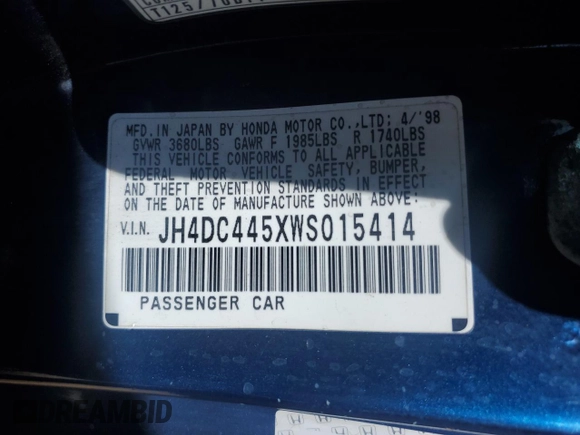 MFD.IN JAPAN BY HONDA MOTOR CO.,LTD: 4/'98
GVWR 3680LBS GAWR F 1985LBS R 1740LBS
THIS VEHICLE CONFORMS TO ALL APPLICABLE
FEDERAL MOTOR VEHICLE SAFETY, BUMPER,
AND THEFT PREVENTION STANDARDS IN EFFECT
ON THE DATE OF MANUFACTURE SHOWN ABOVE:
V.I.N. JH4DC445XWS015414
PASSENGER CAR
DREAMBID